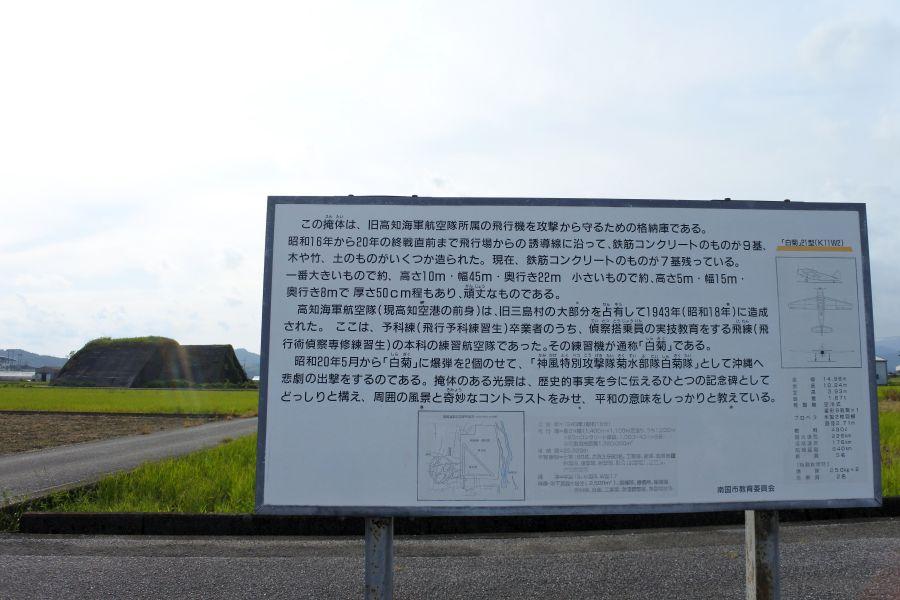 この掩体は、旧高知海軍航空隊所属の飛行機を攻撃から守るための格納庫である。
昭和16年から20年の終戦直前まで飛行場からの誘導線に沿って、鉄筋コンクリートのものが9基、
木や竹、土のものがいくつか造られた。現在、鉄筋コンクリートのものが7基残っている。
一番大きいもので約、高さ10m・幅45m・奥行き22m 小さいもので約、高さ5m・幅15m・
奥行き8mで 厚さ50cm程もあり、頑丈なものである。
高知海軍航空隊(現高知空港の前身)は、旧三島村の大部分を占有して1943年(昭和18年)に造成
された。 ここは、予科練(飛行予科練習生)卒業者のうち、偵察搭乗員の実技教育をする飛練(飛
行術偵察専修練習生)の本科の練習航空隊であった。その練習機が通称「白菊」である。
昭和20年5月から「白菊」に爆弾を2個のせて、「神風特別攻撃隊菊水部隊白菊隊」として沖縄へ
悲劇の出撃をするのである。掩体のある光景は、歴史的事実を今に伝えるひとつの記念碑として
どっしりと構え、周囲の風景と奇妙なコントラストをみせ、平和の意味をしっかりと教えている。
「白菊」21型(K11W2)
南国市教育委員会